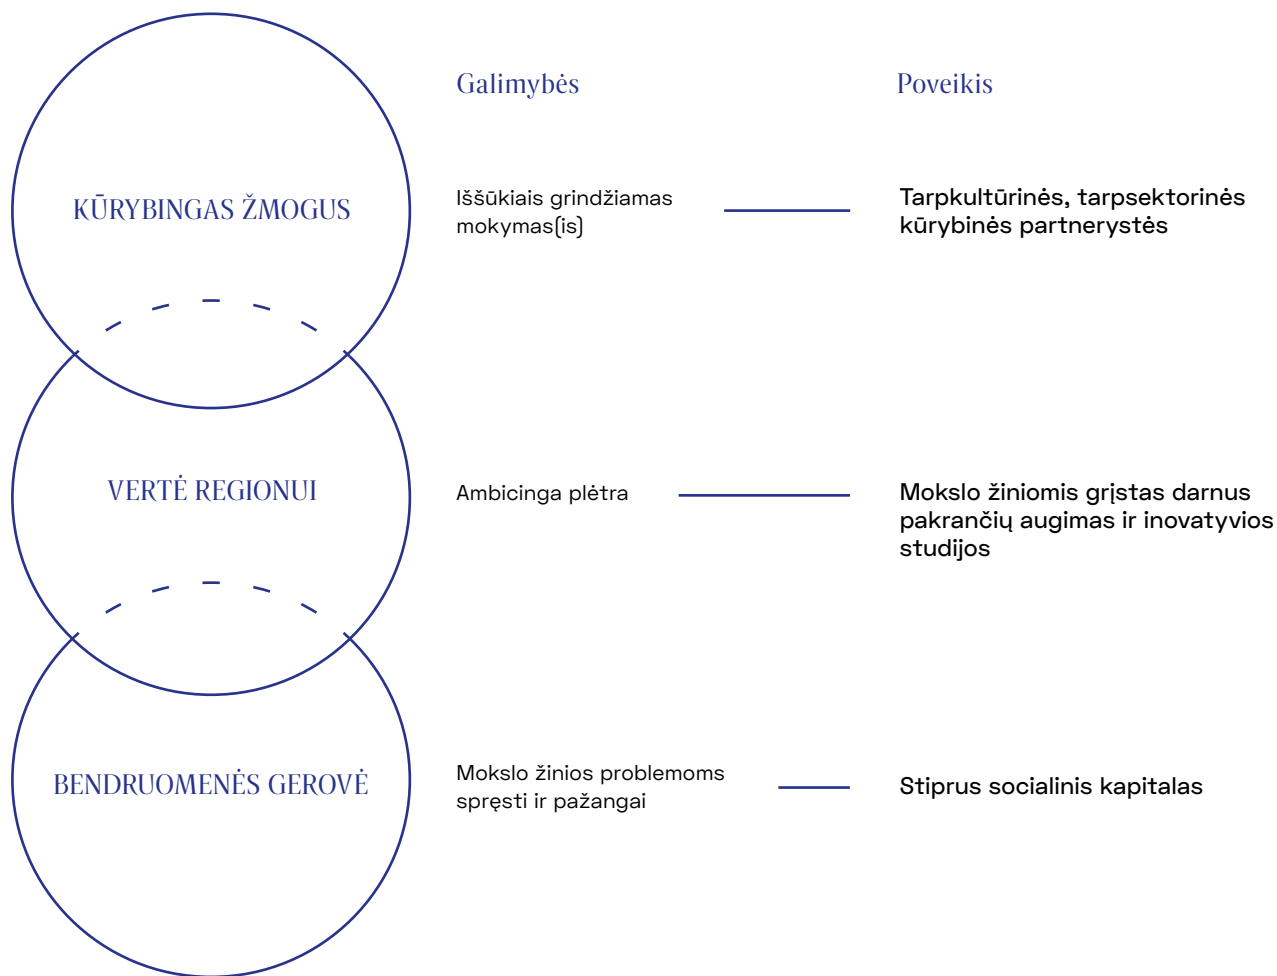 Galimybės
Poveikis
KŪRYBINGAS ŽMOGUS
Iššūkiais grindžiamas
mokymas(is)
Tarpkultūrinės, tarpsektorinės
kūrybinės partnerystės
VERTĖ REGIONUI
Ambicinga plėtra
Mokslo žiniomis grįstas darnus
pakrančių augimas ir inovatyvios
studijos
BENDRUOMENĖS GEROVĖ
Mokslo žinios problemoms
spręsti ir pažangai
Stiprus socialinis kapitalas